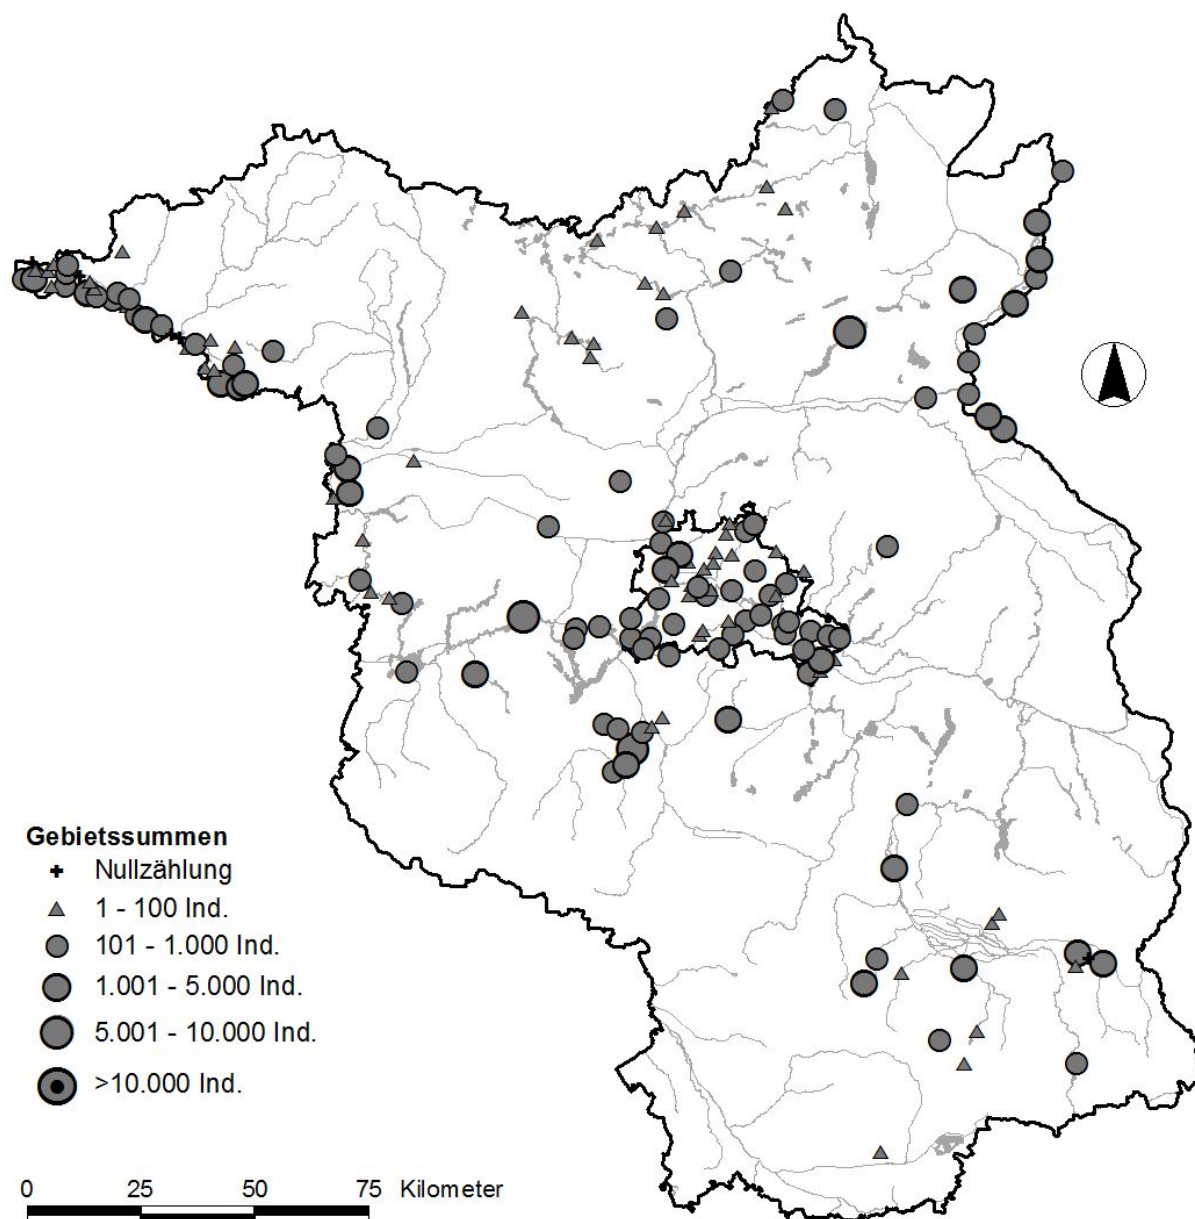 Gebietssummen
Nullzählung
1 - 100 Ind.
101 - 1.000 Ind.
1.001 - 5.000 Ind.
5.001 - 10.000 Ind.
>10.000 Ind.
0 25 50 75 Kilometer